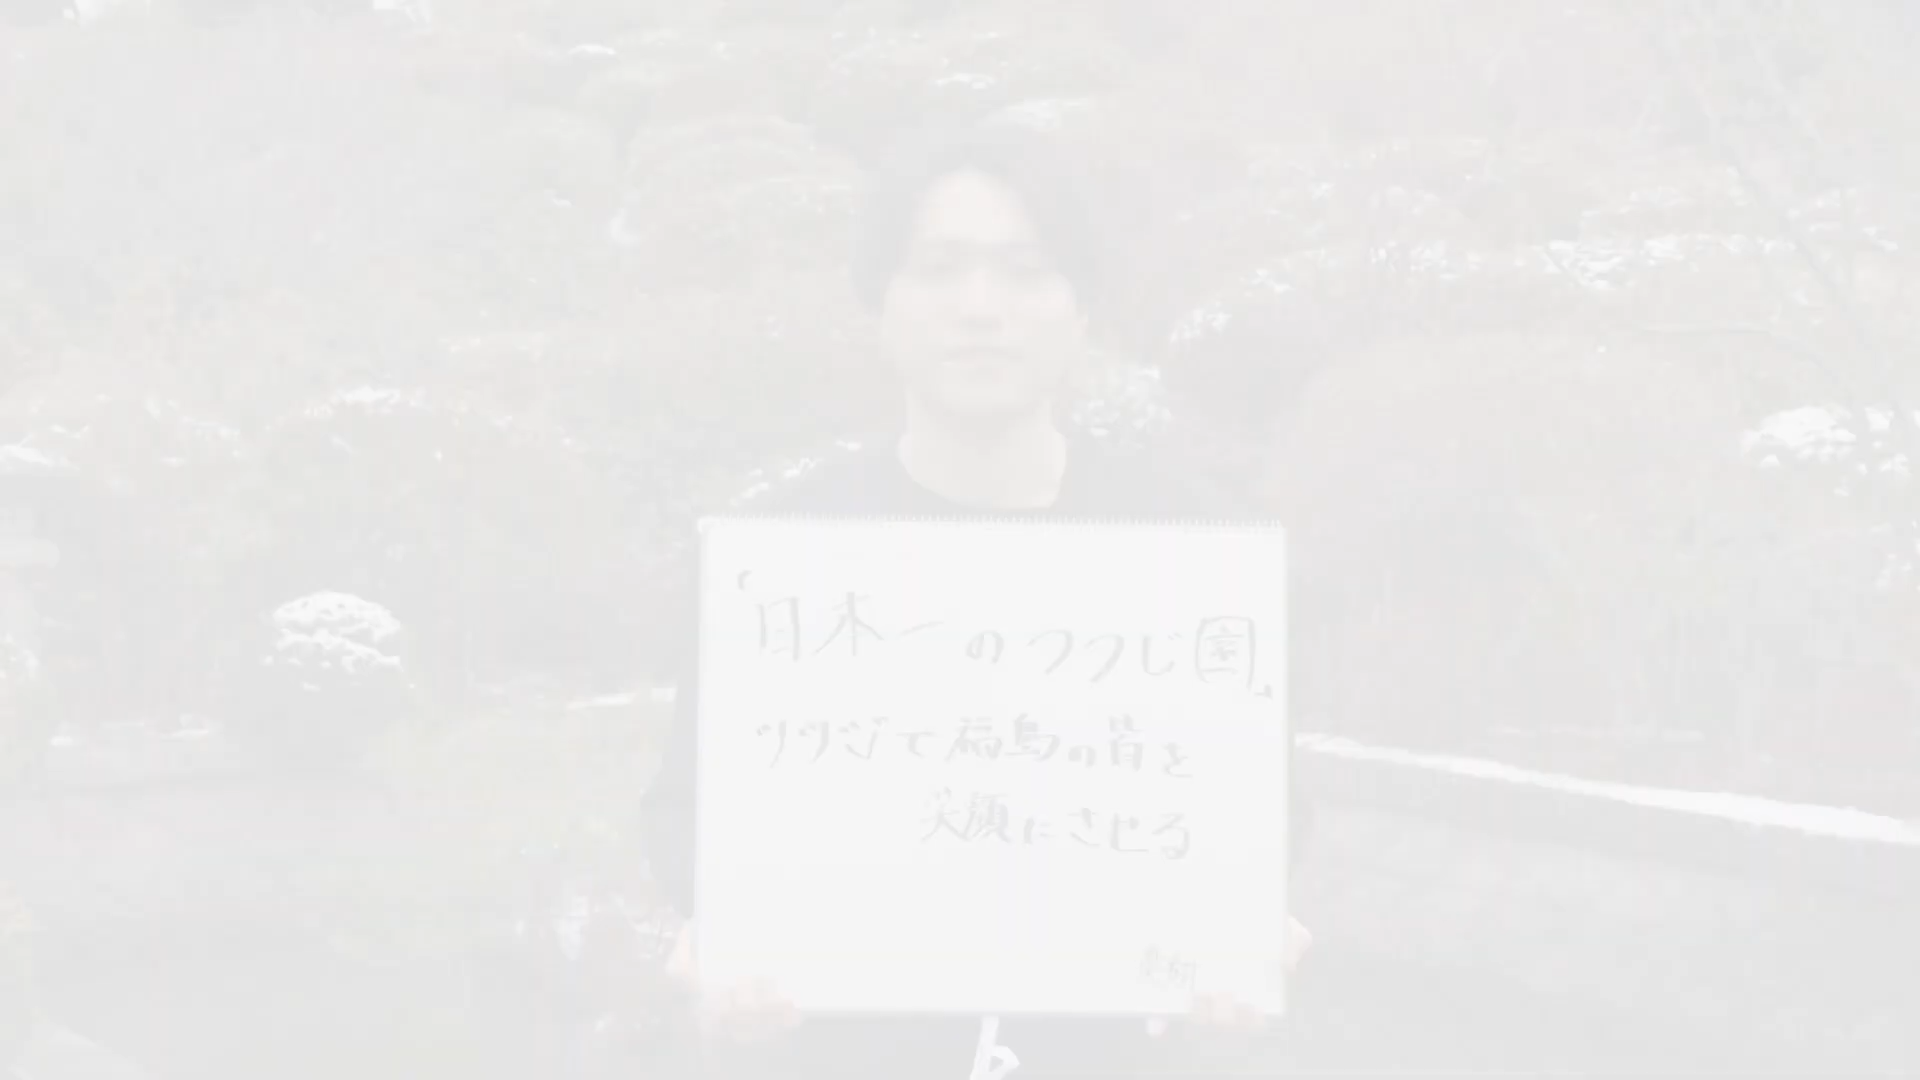 「日本一のつつじ園」
ツツジで福島の皆を
笑顔にさせる